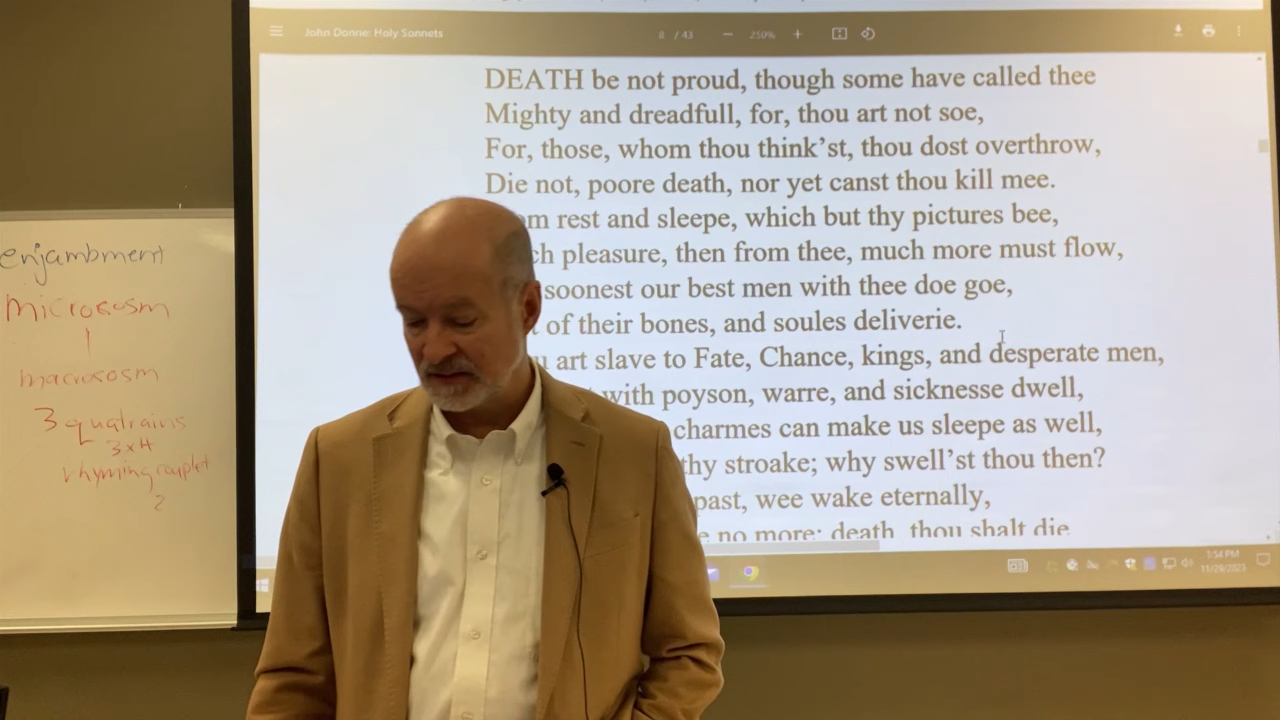 John Donne: Holy Sonnets
8 / 43
250%
DEATH be not proud, though some have called thee
Mighty and dreadfull, for, thou art not soe,
For, those, whom thou think’st, thou dost overthrow,
Die not, poore death, nor yet canst thou kill mee.
rest and sleepe, which but thy pictures bee,
pleasure, then from thee, much more must flow,
soonest our best men with thee doe goe,
of their bones, and soules deliverie.
art slave to Fate, Chance, kings, and desperate men,
with poyson, warre, and sicknesse dwell,
charmes can make us sleepe as well,
thy stroake; why swell’st thou then?
past, wee wake eternally,
no more; death, thou shalt die
1:54 PM
11/29/2023
enjambment
microcosm
macrocosm
3 quatrains
3x4
rhyming couplet
2